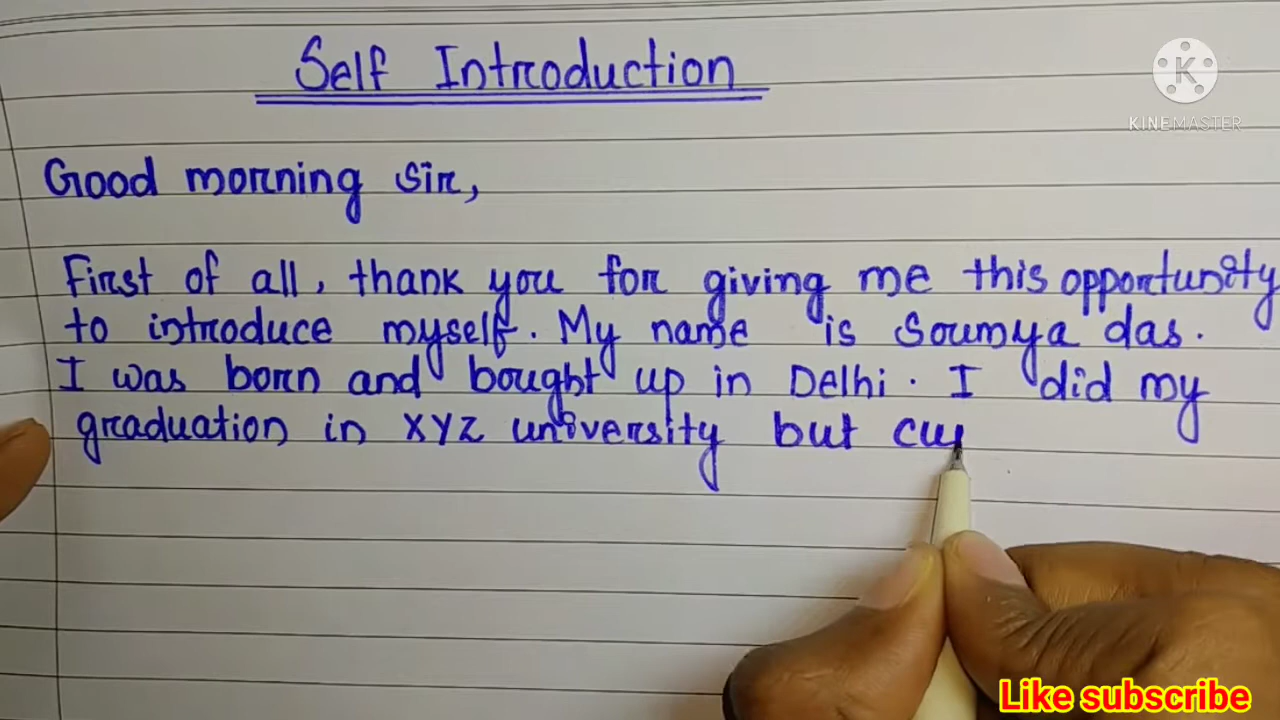 Self Introduction
KINEMASTER
Good morning Sir,
First of all, thank you for giving me this opportunity
to introduce myself. My name is Soumya das.
I was born and bought up in Delhi. I did my
graduation in XYZ university but cu
Like subscribe